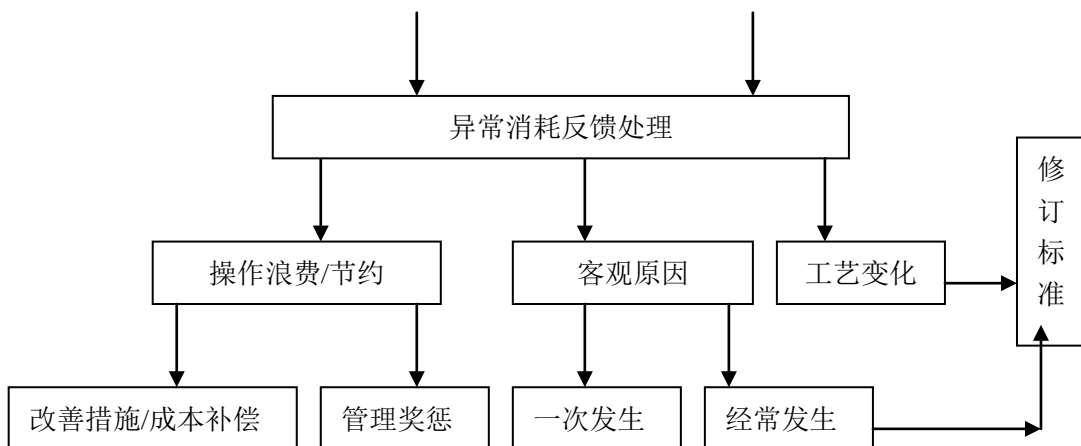 异常消耗反馈处理
修
订
标
准
操作浪费/节约
客观原因
工艺变化
改善措施/成本补偿
管理奖惩
一次发生
经常发生